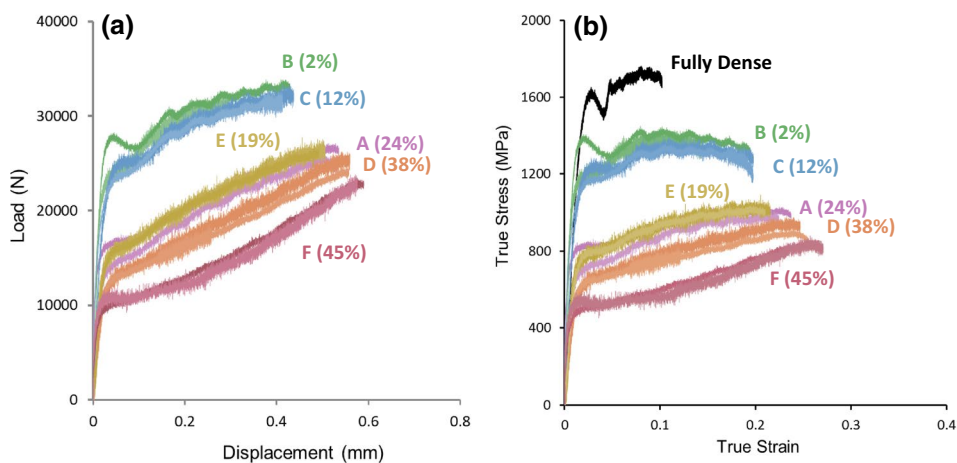 (a)
40000
30000
20000
10000
0
Load (N)
B (2%)
C (12%)
E (19%)
A (24%)
D (38%)
F (45%)
0
0.2
0.4
0.6
0.8
Displacement (mm)
(b)
2000
1600
1200
800
400
0
True Stress (MPa)
Fully Dense
B (2%)
C (12%)
E (19%)
A (24%)
D (38%)
F (45%)
0
0.1
0.2
0.3
0.4
True Strain